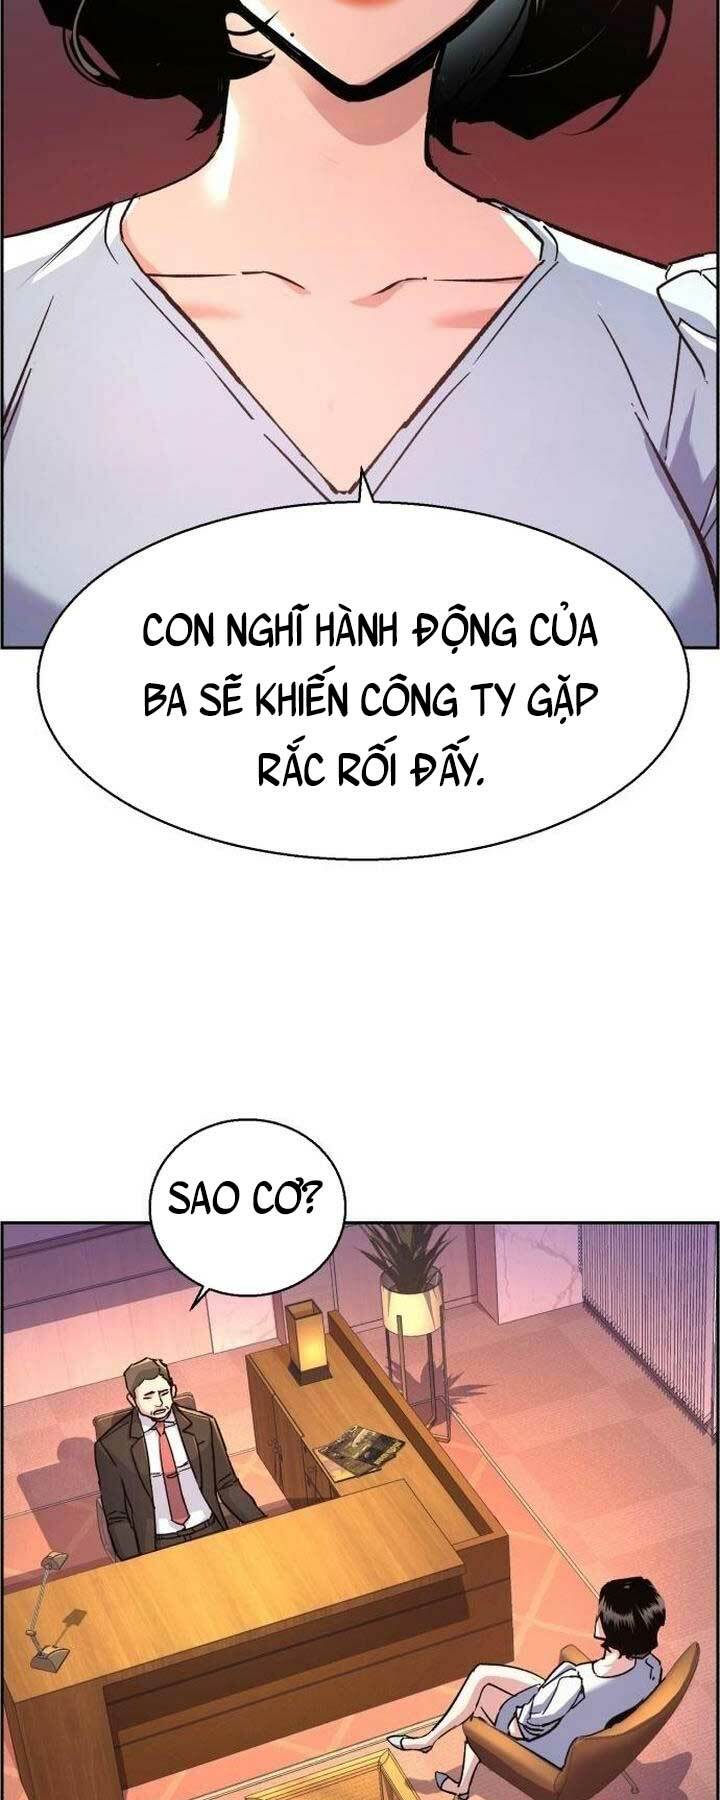 CON NGHĨ HÀNH ĐỘNG CỦA
BA SẼ KHIẾN CÔNG TY GẶP
RẮC RỐI ĐẤY.
SAO CƠ?